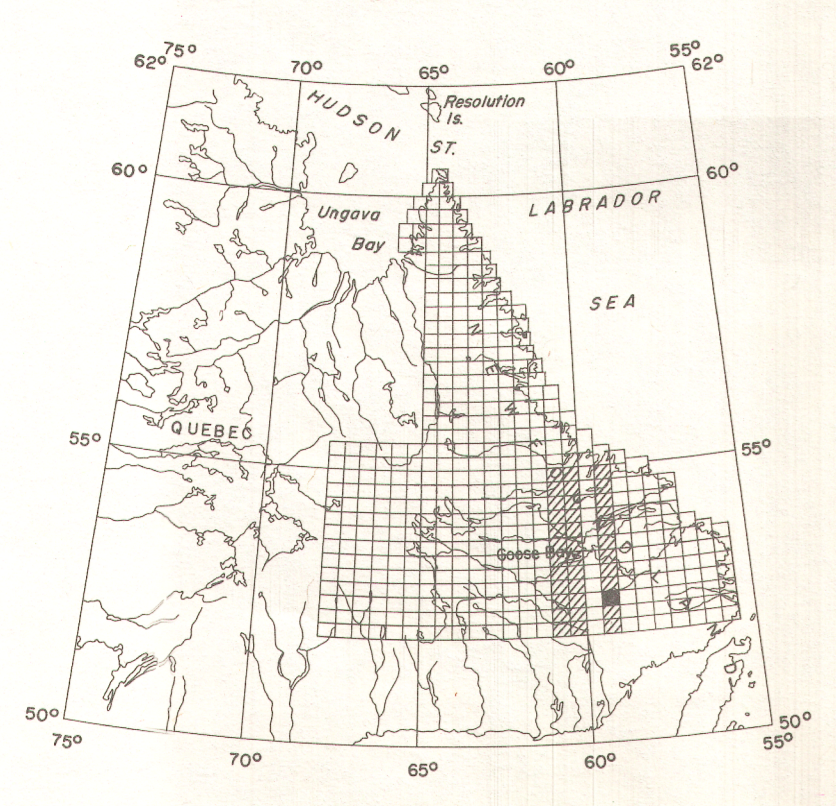 75° 55°
62° 70° 65° 60° 62°
HUDSON
Resolution
Is.
ST.
60° 60°
LABRADOR
Ungava
Bay
SEA
QUEBEC
55° 55°
Goose Bay
50° 50°
75° 55°
70° 65° 60°